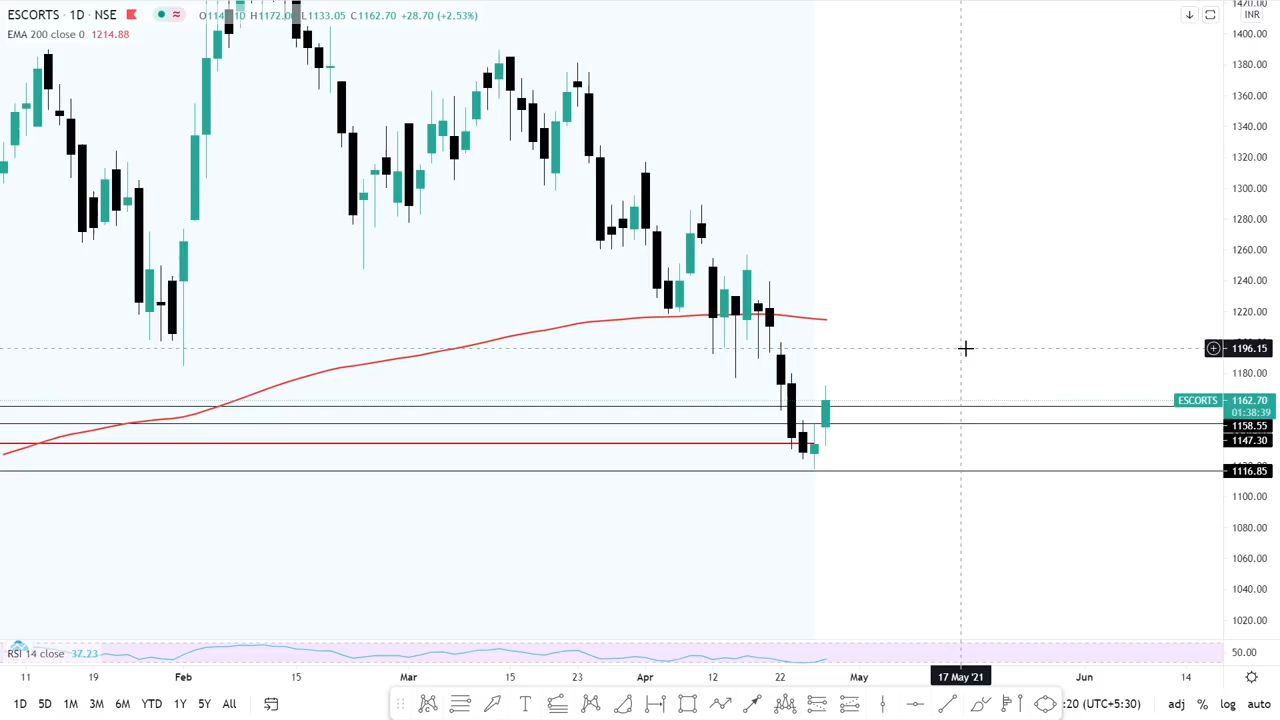 ESCORTS · 1D · NSE
H1172.00 L1133.05 C1162.70 +28.70 (+2.53%)
EMA 200 close 0 1214.88
INR
1400.00
1380.00
1360.00
1340.00
1320.00
1300.00
1280.00
1260.00
1240.00
1220.00
1196.15
1180.00
ESCORTS 1162.70
01:38:39
1158.55
1147.30
1116.85
1100.00
1080.00
1060.00
1040.00
1020.00
RSI 14 close 37.23
50.00
11 19 Feb 15 Mar 15 23 Apr 12 22 May 17 May '21 Jun 14
1D 5D 1M 3M 6M YTD 1Y 5Y All
:20 (UTC+5:30) adj % log auto